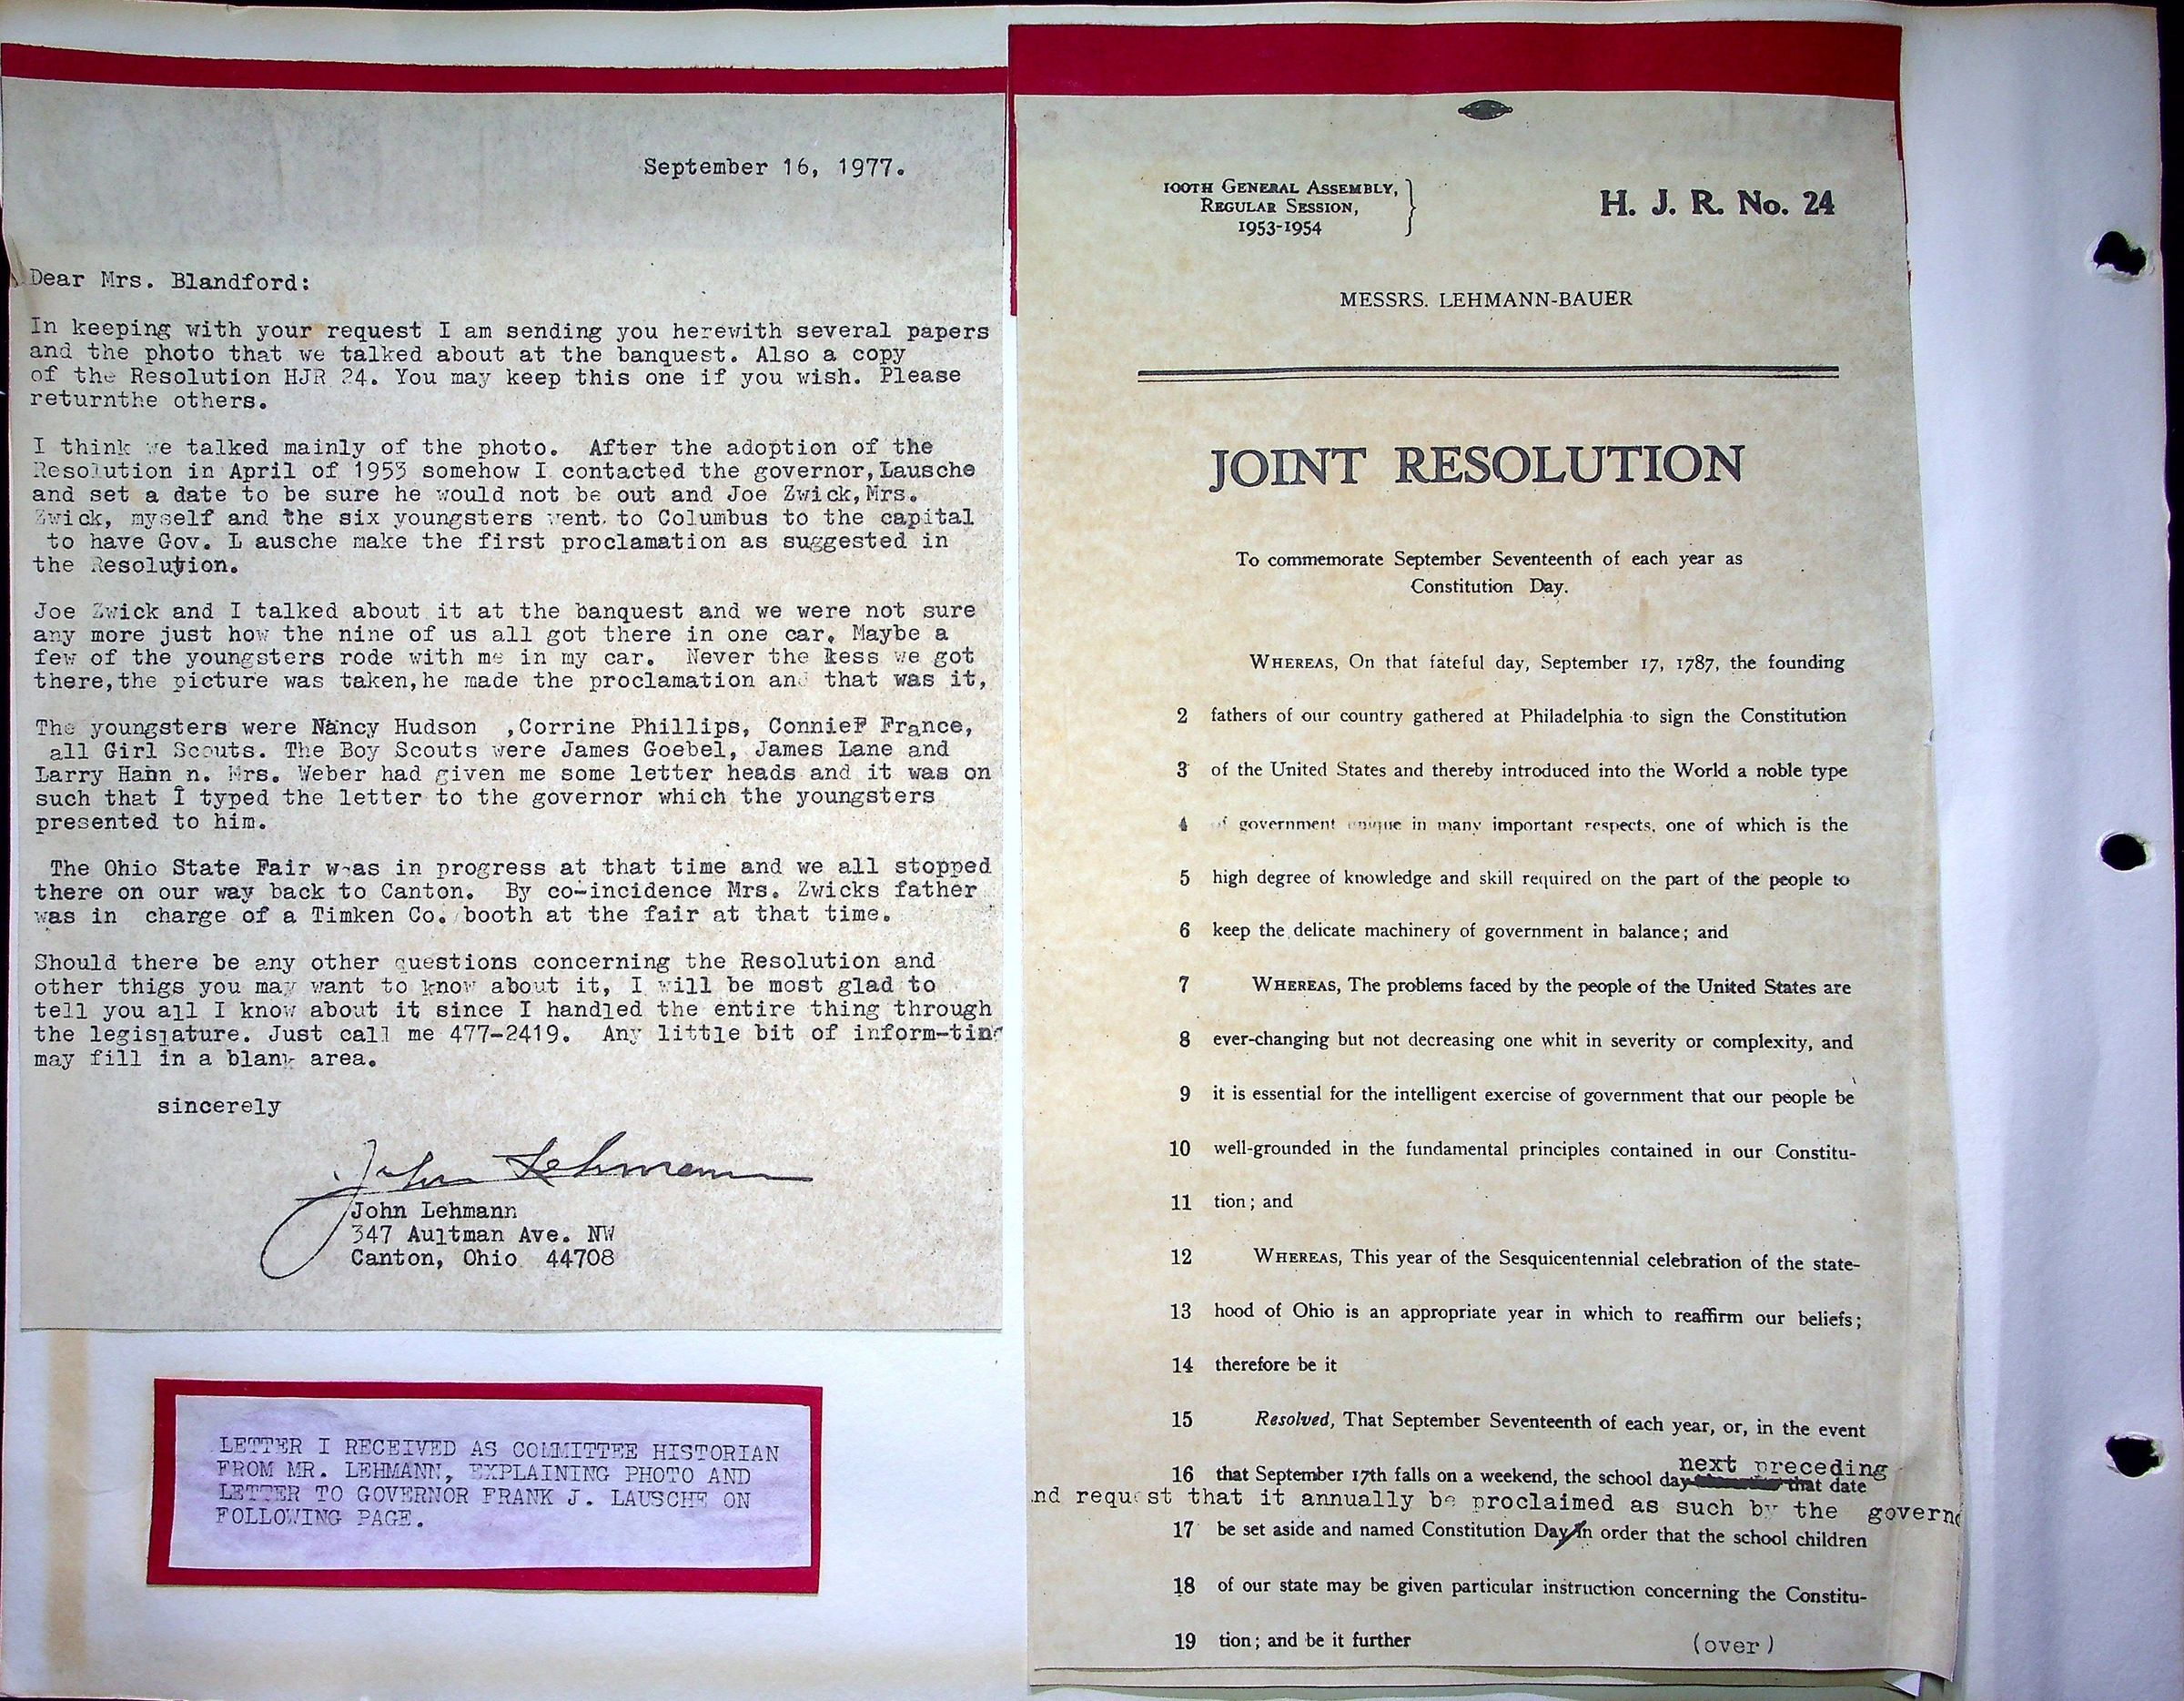 September 16, 1977.
Dear Mrs. Blandford:
In keeping with your request I am sending you herewith several papers
and the photo that we talked about at the banquest. Also a copy
of the Resolution HJR 24. You may keep this one if you wish. Please
returnthe others.
I think we talked mainly of the photo. After the adoption of the
Resolution in April of 1953 somehow I contacted the governor,Lausche
and set a date to be sure he would not be out and Joe Zwick,Mrs.
Zwick, myself and the six youngsters went to Columbus to the capital
to have Gov. L ausche make the first proclamation as suggested in
the Resolution.
Joe Zwick and I talked about it at the banquest and we were not sure
any more just how the nine of us all got there in one car. Maybe a
few of the youngsters rode with me in my car. Never the less we got
there,the picture was taken,he made the proclamation and that was it,
The youngsters were Nancy Hudson ,Corrine Phillips, ConnieF France,
all Girl Scouts. The Boy Scouts were James Goebel, James Lane and
Larry Hann n. Mrs. Weber had given me some letter heads and it was on
such that I typed the letter to the governor which the youngsters
presented to him.
The Ohio State Fair w-as in progress at that time and we all stopped
there on our way back to Canton. By co-incidence Mrs. Zwicks father
was in charge of a Timken Co. booth at the fair at that time.
Should there be any other questions concerning the Resolution and
other thigs you may want to know about it, I will be most glad to
tell you all I know about it since I handled the entire thing through
the legislature. Just call me 477-2419. Any little bit of inform-ting
may fill in a blank area.
sincerely
John Lehmann
John Lehmann
347 Aultman Ave. NW
Canton, Ohio 44708
LETTER I RECEIVED AS COMMITTEE HISTORIAN
FROM MR. LEHMANN, EXPLAINING PHOTO AND
LETTER TO GOVERNOR FRANK J. LAUSCHE ON
FOLLOWING PAGE.
100TH GENERAL ASSEMBLY,
REGULAR SESSION,
1953-1954
H. J. R. No. 24
MESSRS. LEHMANN-BAUER
JOINT RESOLUTION
To commemorate September Seventeenth of each year as
Constitution Day.
WHEREAS, On that fateful day, September 17, 1787, the founding
2 fathers of our country gathered at Philadelphia to sign the Constitution
3 of the United States and thereby introduced into the World a noble type
4 of government unique in many important respects, one of which is the
5 high degree of knowledge and skill required on the part of the people to
6 keep the delicate machinery of government in balance; and
7 WHEREAS, The problems faced by the people of the United States are
8 ever-changing but not decreasing one whit in severity or complexity, and
9 it is essential for the intelligent exercise of government that our people be
10 well-grounded in the fundamental principles contained in our Constitu-
11 tion; and
12 WHEREAS, This year of the Sesquicentennial celebration of the state-
13 hood of Ohio is an appropriate year in which to reaffirm our beliefs;
14 therefore be it
15 Resolved, That September Seventeenth of each year, or, in the event
next preceding
16 that September 17th falls on a weekend, the school day that date
nd request that it annually be proclaimed as such by the governo
17 be set aside and named Constitution Day in order that the school children
18 of our state may be given particular instruction concerning the Constitu-
19 tion; and be it further
(over)